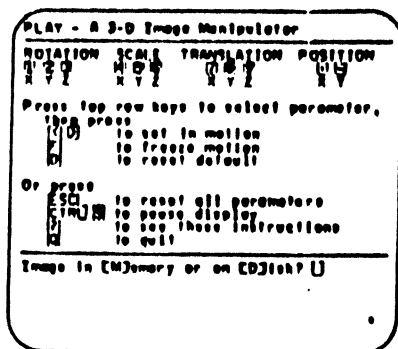 PLAY - A 3-D Image Manipulator
ROTATION SCALE TRANSLATION POSITION
X Y Z X Y Z X Y Z X Y
Press top row keys to select parameter,
then press
to set in motion
to freeze motion
to reset default
Or press
[ESC] to reset all parameters
to pause display
[?] to see these instructions
[Q] to quit
Image in [M]emory or on [D]isk? []